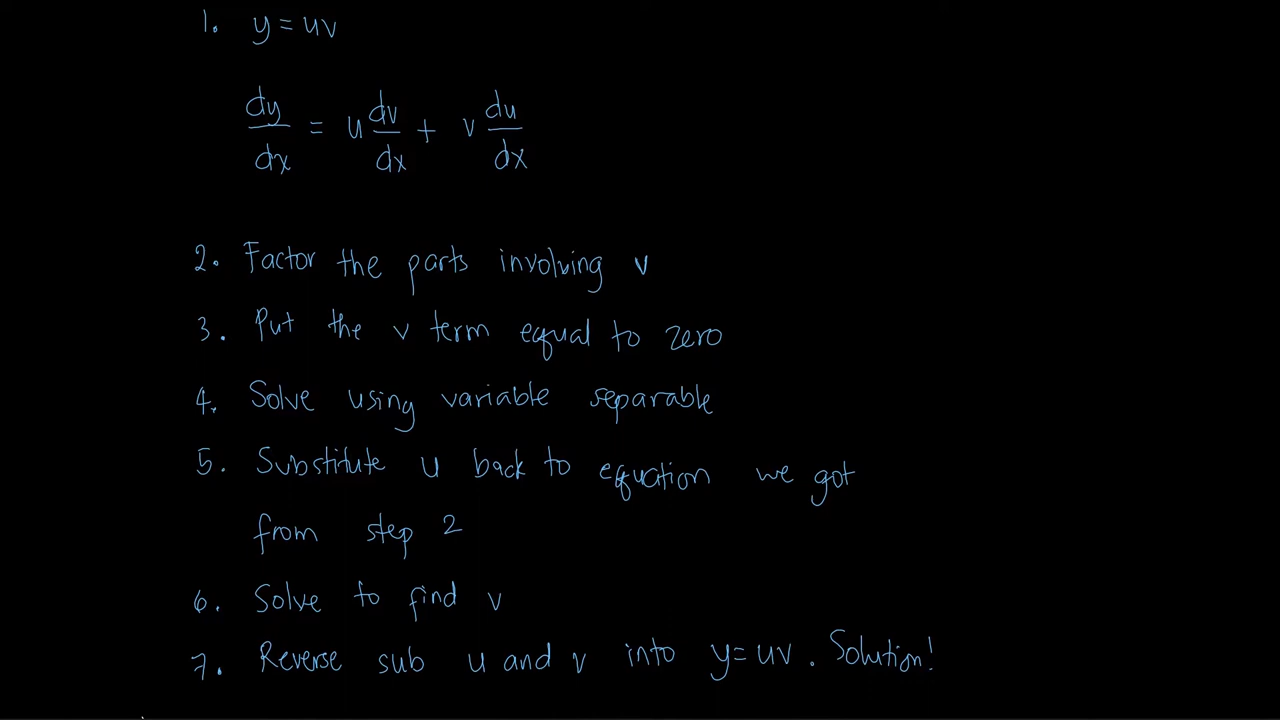 1. y = uv
dy/dx = u dv/dx + v du/dx
2. Factor the parts involving v
3. Put the v term equal to zero
4. Solve using variable separable
5. Substitute u back to equation we got
from step 2
6. Solve to find v
7. Reverse sub u and v into y = uv. Solution!